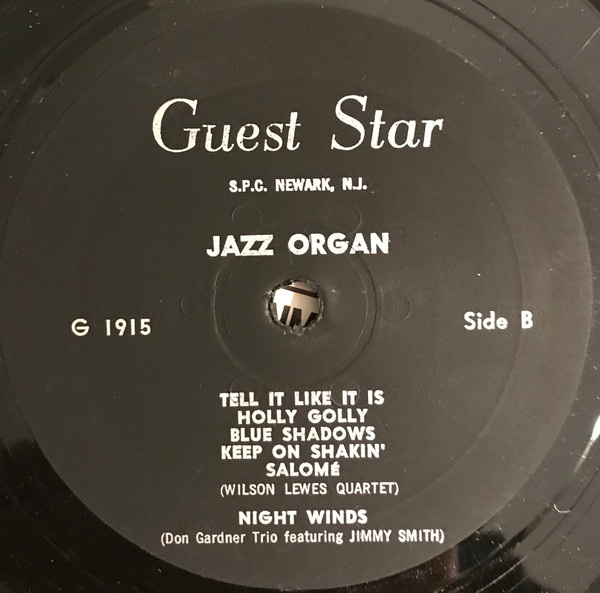 Guest Star
S.P.C. NEWARK, N.J.
JAZZ ORGAN
G 1915
Side B
TELL IT LIKE IT IS
HOLLY GOLLY
BLUE SHADOWS
KEEP ON SHAKIN'
SALOMÉ
(WILSON LEWES QUARTET)
NIGHT WINDS
(Don Gardner Trio featuring JIMMY SMITH)